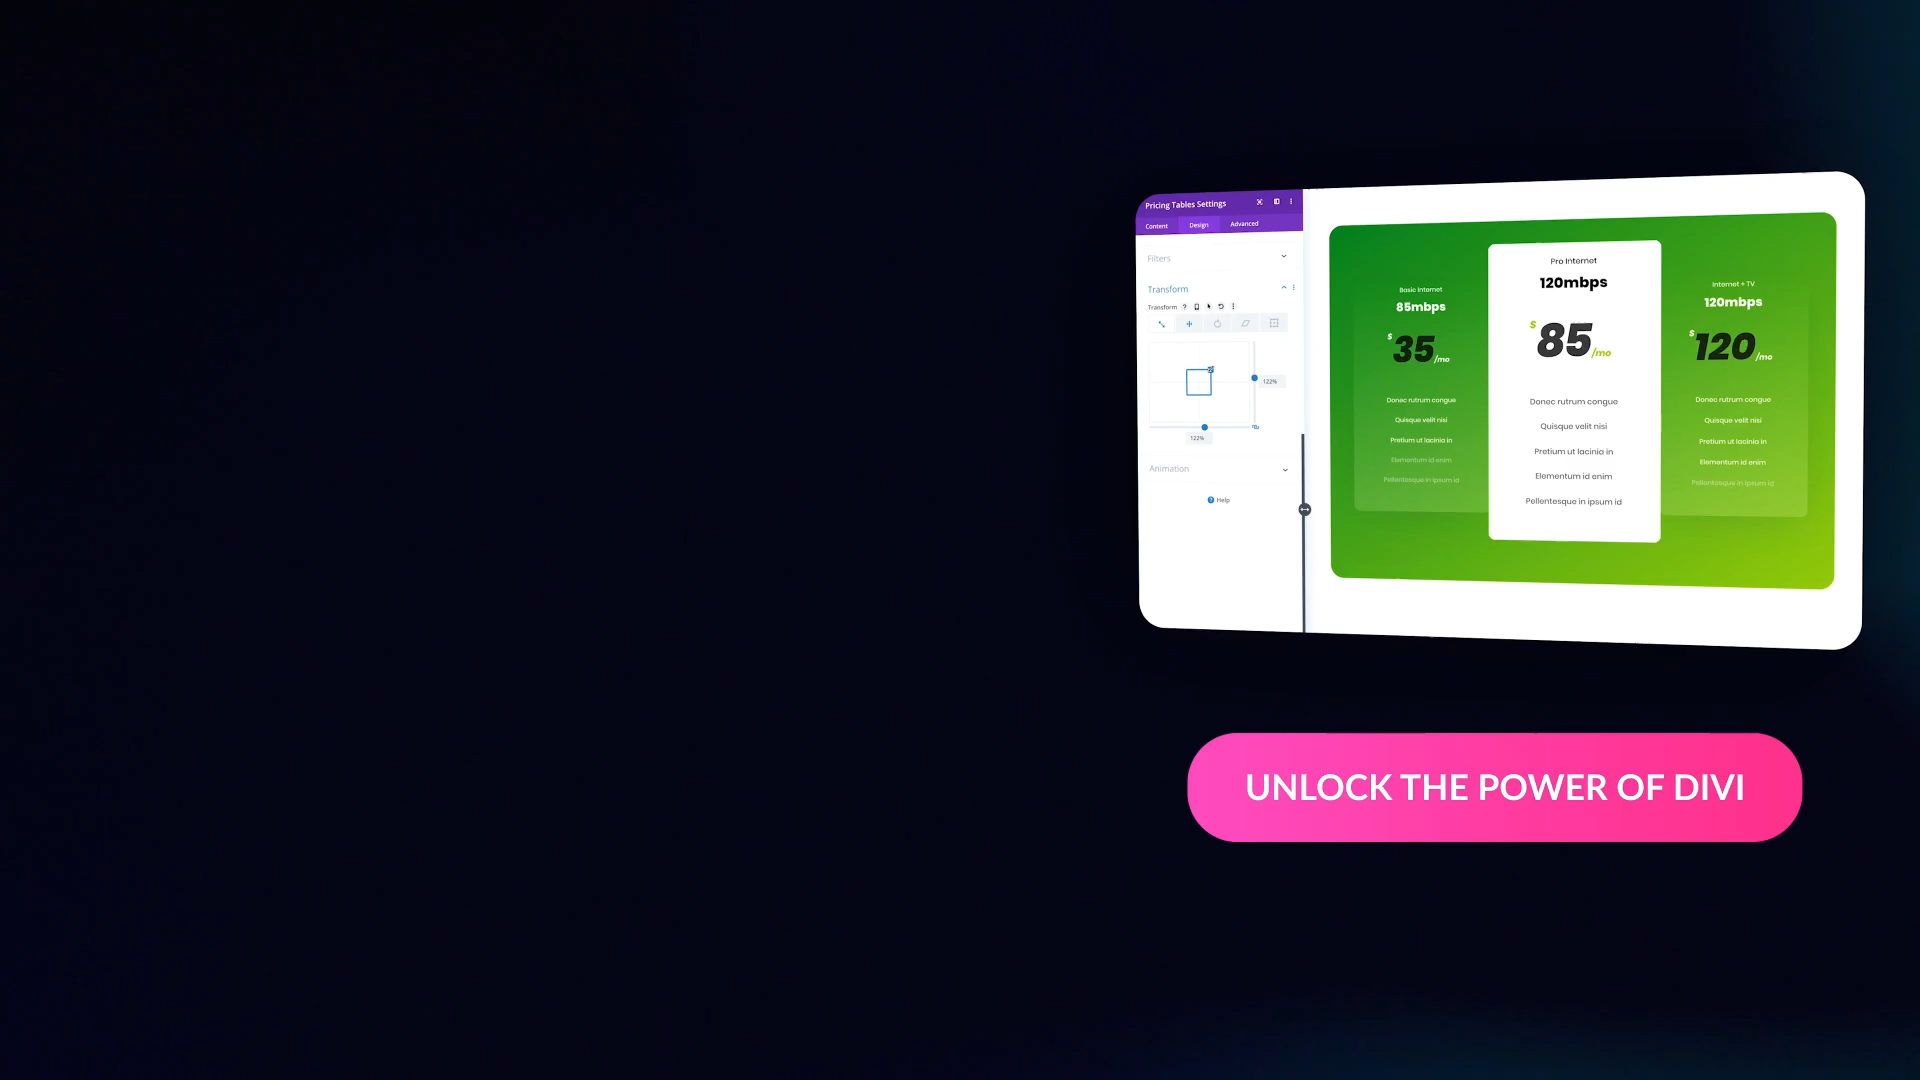 Pricing Tables Settings
Content Design Advanced
Filters
Transform
Transform ?
122%
122%
Animation
? Help
Basic Internet
85mbps
$35/mo
Donec rutrum congue
Quisque velit nisi
Pretium ut lacinia in
Elementum id enim
Pellentesque in ipsum id
Pro Internet
120mbps
$85/mo
Donec rutrum congue
Quisque velit nisi
Pretium ut lacinia in
Elementum id enim
Pellentesque in ipsum id
Internet + TV
120mbps
$120/mo
Donec rutrum congue
Quisque velit nisi
Pretium ut lacinia in
Elementum id enim
Pellentesque in ipsum id
UNLOCK THE POWER OF DIVI